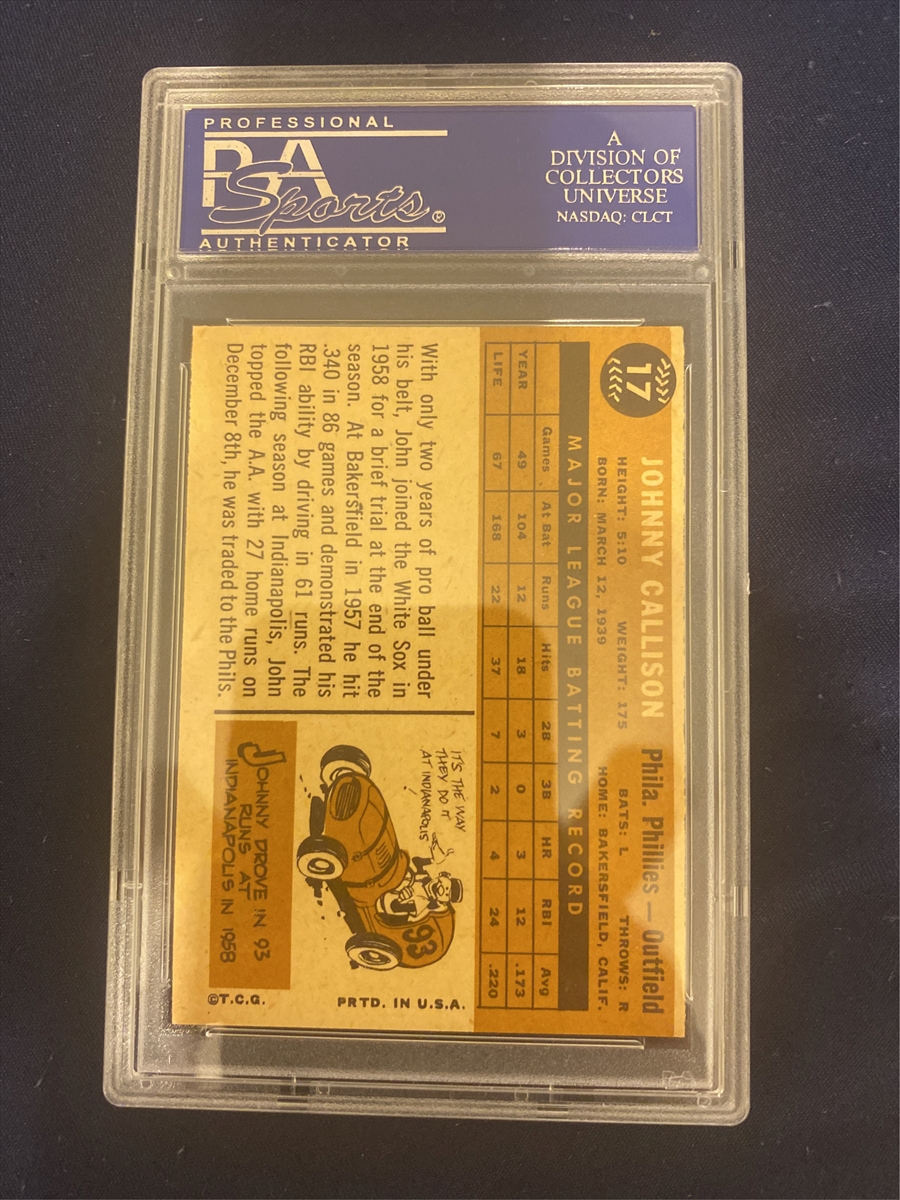 PROFESSIONAL
PSA
Sports®
AUTHENTICATOR
A
DIVISION OF
COLLECTORS
UNIVERSE
NASDAQ: CLCT
17
JOHNNY CALLISON Phila. Phillies — Outfield
HEIGHT: 5:10 WEIGHT: 175 BATS: L THROWS: R
BORN: MARCH 12, 1939 HOME: BAKERSFIELD, CALIF.
MAJOR LEAGUE BATTING RECORD
Games At Bat Runs Hits 2B 3B HR RBI Avg
YEAR 49 104 12 18 3 0 3 12 .173
LIFE 67 168 22 37 7 2 4 24 .220
With only two years of pro ball under
his belt, John joined the White Sox in
1958 for a brief trial at the end of the
season. At Bakersfield in 1957 he hit
.340 in 86 games and demonstrated his
RBI ability by driving in 61 runs. The
following season at Indianapolis, John
topped the A.A. with 27 home runs on
December 8th, he was traded to the Phils.
IT'S THE WAY
THEY DO IT
AT INDIANAPOLIS!
93
JOHNNY DROVE IN 93
RUNS AT
INDIANAPOLIS IN 1958
©T.C.G. PRTD. IN U.S.A.
PSA